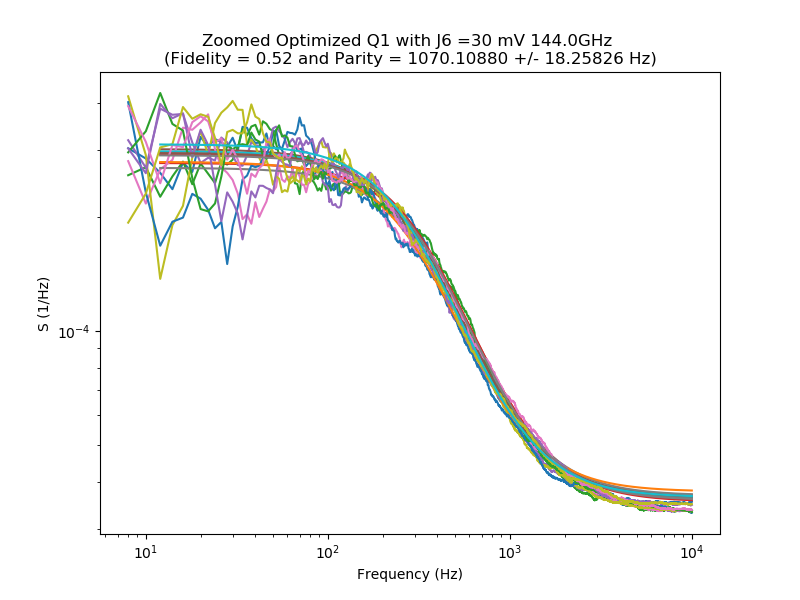 Zoomed Optimized Q1 with J6 =30 mV 144.0GHz
(Fidelity = 0.52 and Parity = 1070.10880 +/- 18.25826 Hz)
S (1/Hz)
10⁻⁴
10¹ 10² 10³ 10⁴
Frequency (Hz)